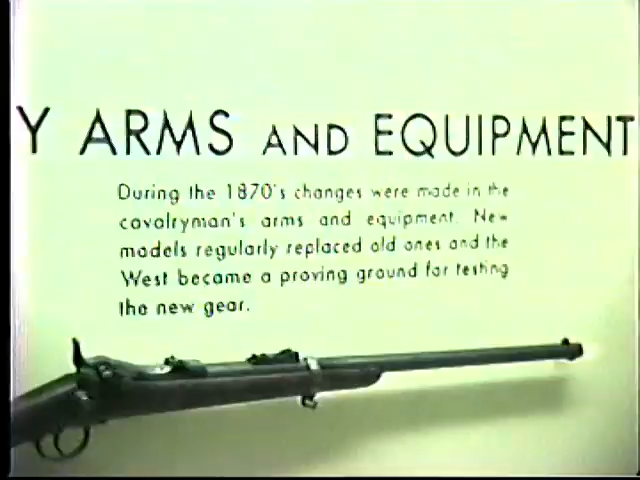 Y ARMS AND EQUIPMENT
During the 1870's changes were made in the
cavalryman's arms and equipment. New
models regularly replaced old ones and the
West became a proving ground for testing
the new gear.